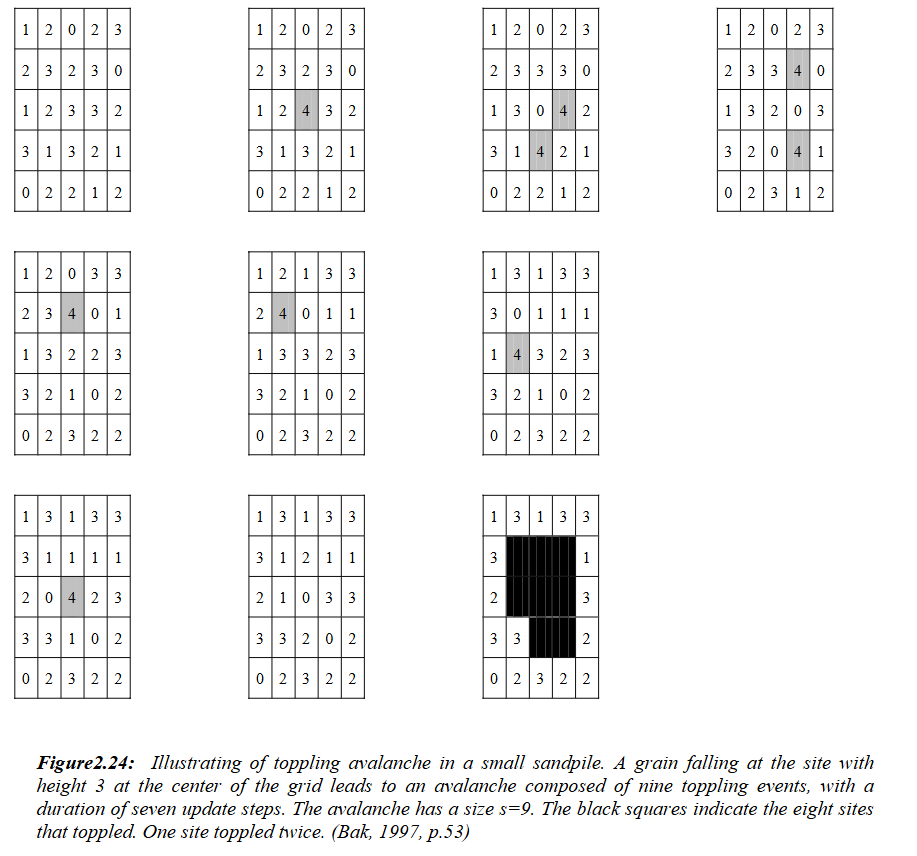 1 2 0 2 3 1 2 0 2 3 1 2 0 2 3 1 2 0 2 3
2 3 2 3 0 2 3 2 3 0 2 3 3 3 0 2 3 3 4 0
1 2 3 3 2 1 2 4 3 2 1 3 0 4 2 1 3 2 0 3
3 1 3 2 1 3 1 3 2 1 3 1 4 2 1 3 2 0 4 1
0 2 2 1 2 0 2 2 1 2 0 2 2 1 2 0 2 3 1 2
1 2 0 3 3 1 2 1 3 3 1 3 1 3 3
2 3 4 0 1 2 4 0 1 1 3 0 1 1 1
1 3 2 2 3 1 3 3 2 3 1 4 3 2 3
3 2 1 0 2 3 2 1 0 2 3 2 1 0 2
0 2 3 2 2 0 2 3 2 2 0 2 3 2 2
1 3 1 3 3 1 3 1 3 3 1 3 1 3 3
3 1 1 1 1 3 1 2 1 1 3 1
2 0 4 2 3 2 1 0 3 3 2 3
3 3 1 0 2 3 3 2 0 2 3 3 2
0 2 3 2 2 0 2 3 2 2 0 2 3 2 2
Figure2.24: Illustrating of toppling avalanche in a small sandpile. A grain falling at the site with
height 3 at the center of the grid leads to an avalanche composed of nine toppling events, with a
duration of seven update steps. The avalanche has a size s=9. The black squares indicate the eight sites
that toppled. One site toppled twice. (Bak, 1997, p.53)